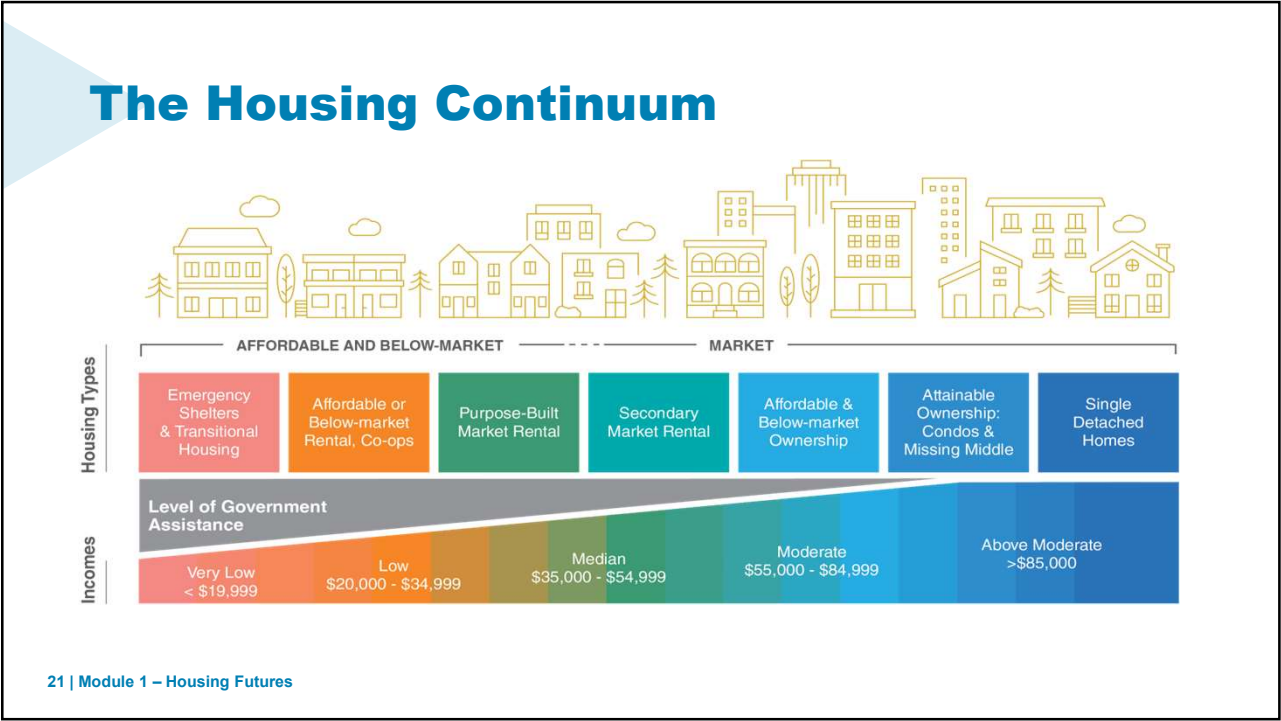 The Housing Continuum
AFFORDABLE AND BELOW-MARKET
MARKET
Housing Types
Emergency
Shelters
& Transitional
Housing
Affordable or
Below-market
Rental, Co-ops
Purpose-Built
Market Rental
Secondary
Market Rental
Affordable &
Below-market
Ownership
Attainable
Ownership:
Condos &
Missing Middle
Single
Detached
Homes
Level of Government
Assistance
Incomes
Very Low
< $19,999
Low
$20,000 - $34,999
Median
$35,000 - $54,999
Moderate
$55,000 - $84,999
Above Moderate
>$85,000
21 | Module 1 – Housing Futures